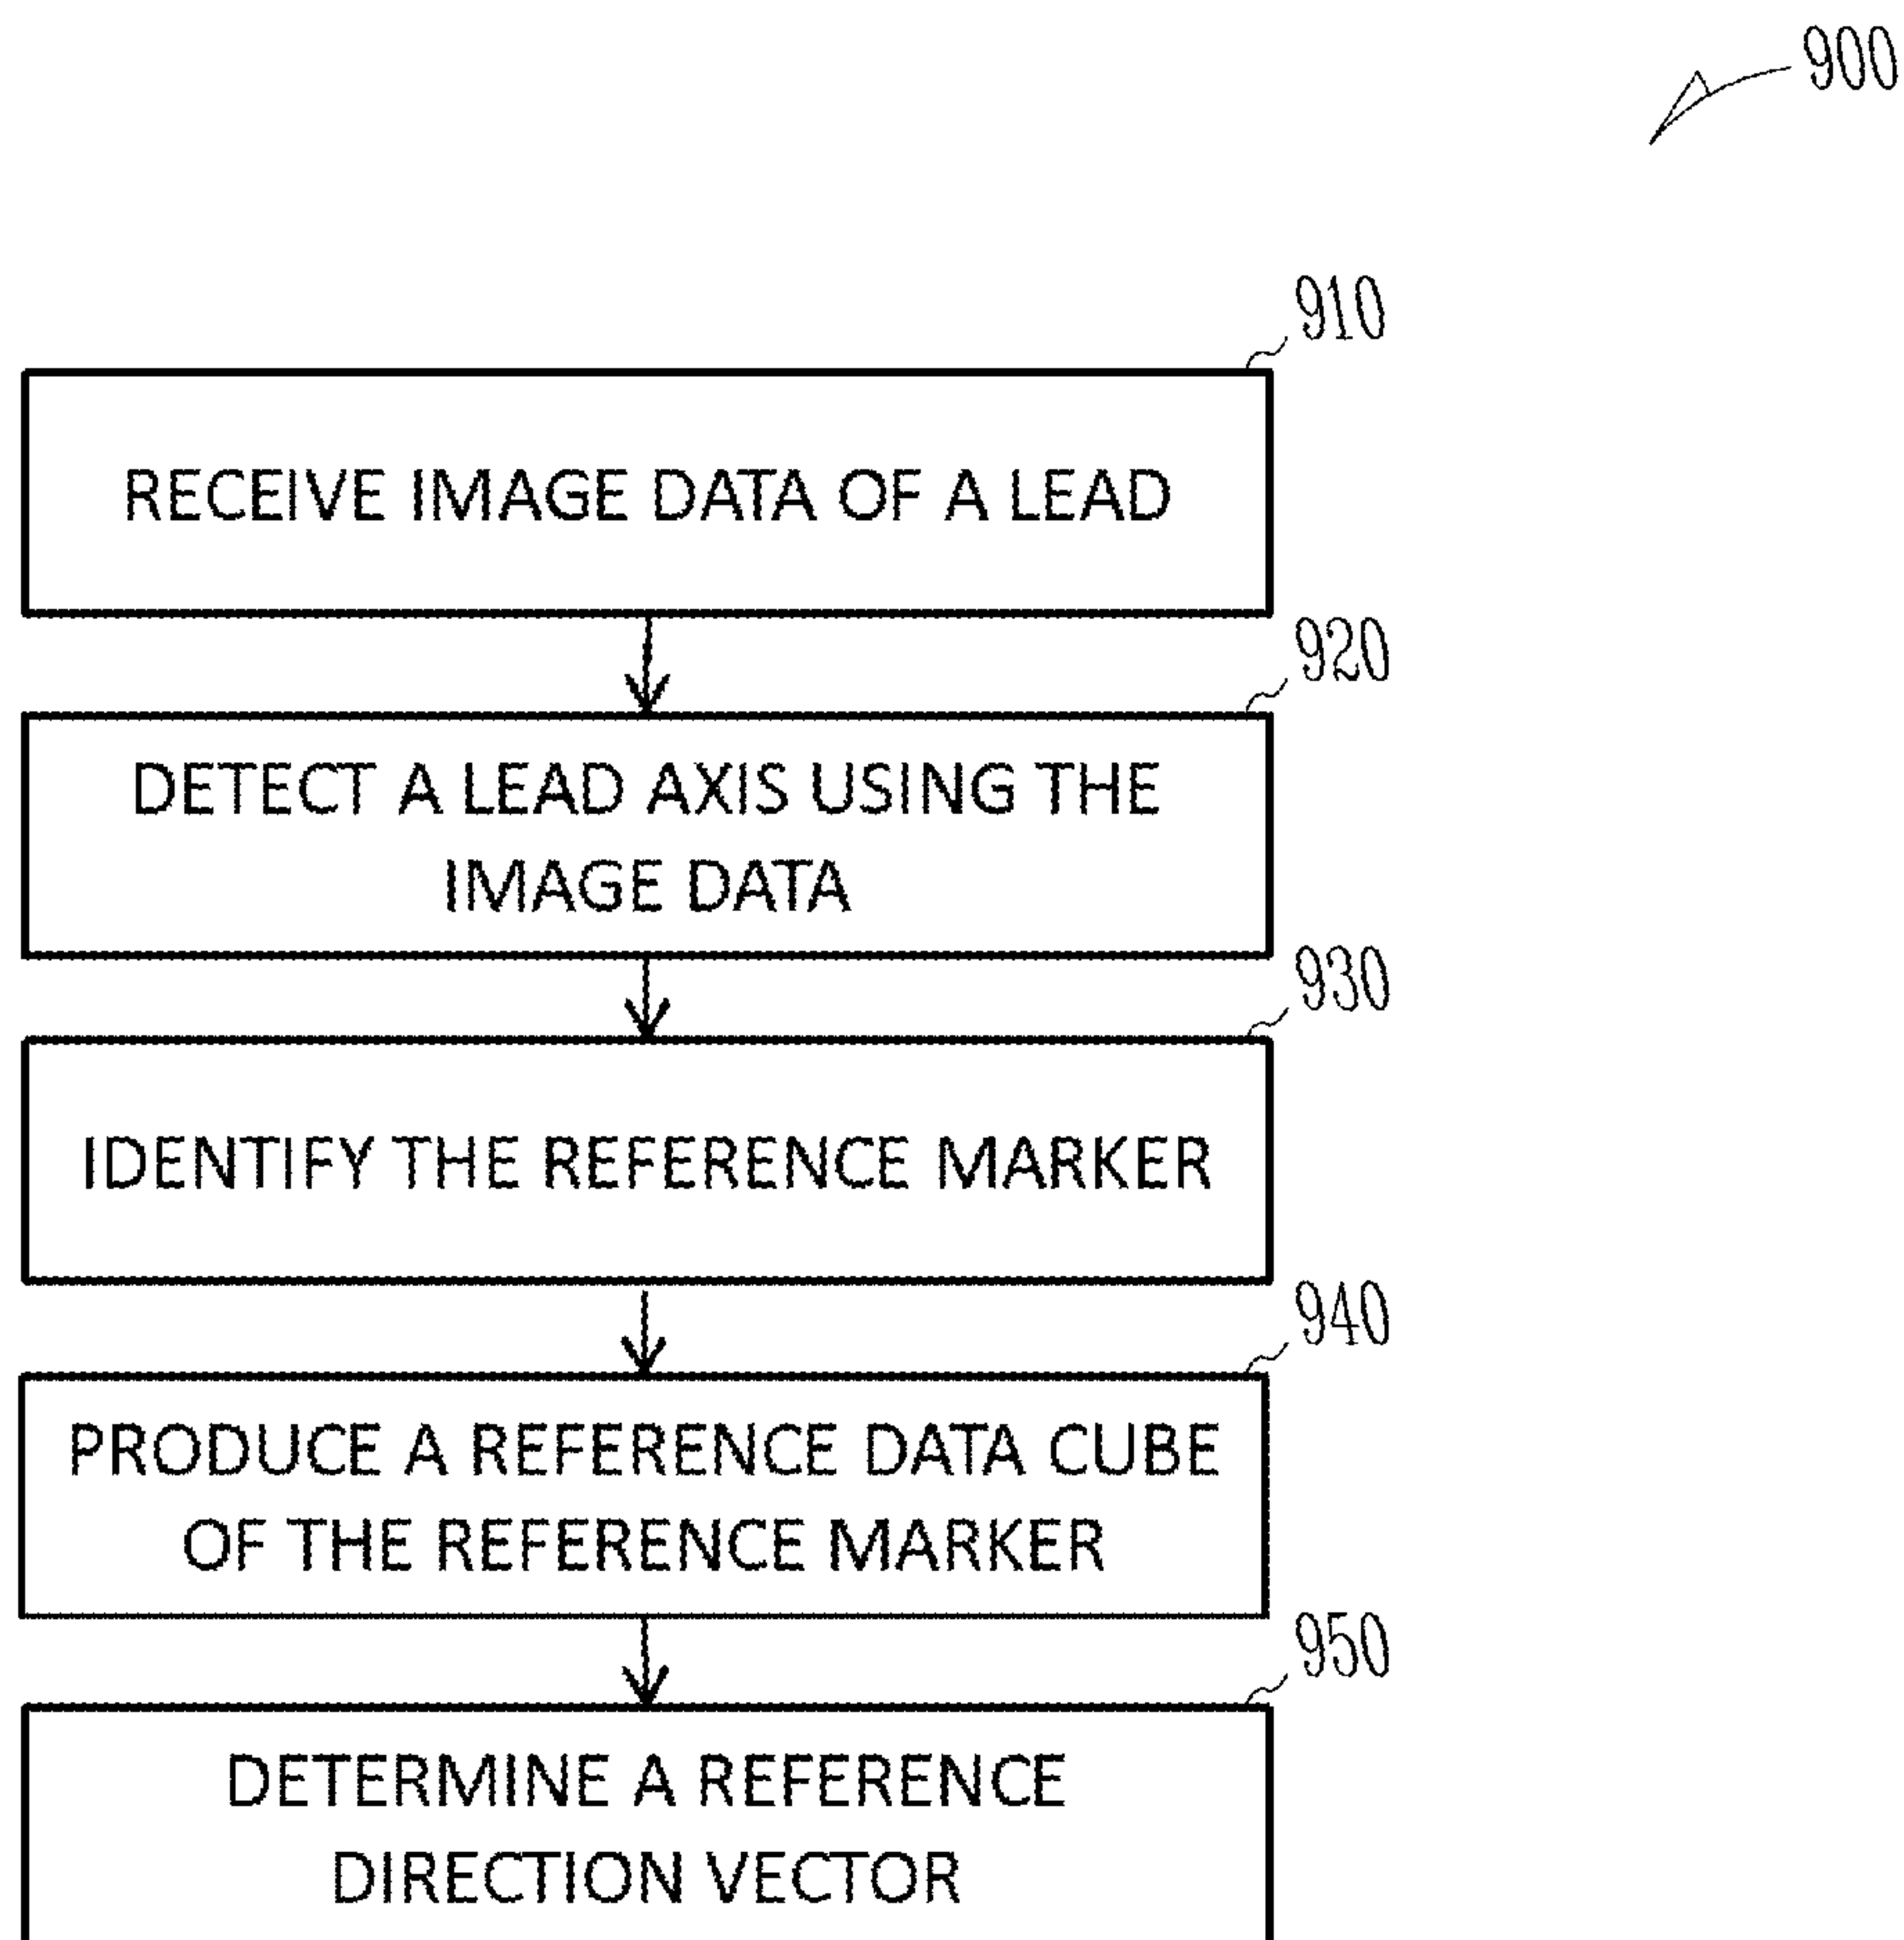 900
910
RECEIVE IMAGE DATA OF A LEAD
920
DETECT A LEAD AXIS USING THE
IMAGE DATA
930
IDENTIFY THE REFERENCE MARKER
940
PRODUCE A REFERENCE DATA CUBE
OF THE REFERENCE MARKER
950
DETERMINE A REFERENCE
DIRECTION VECTOR